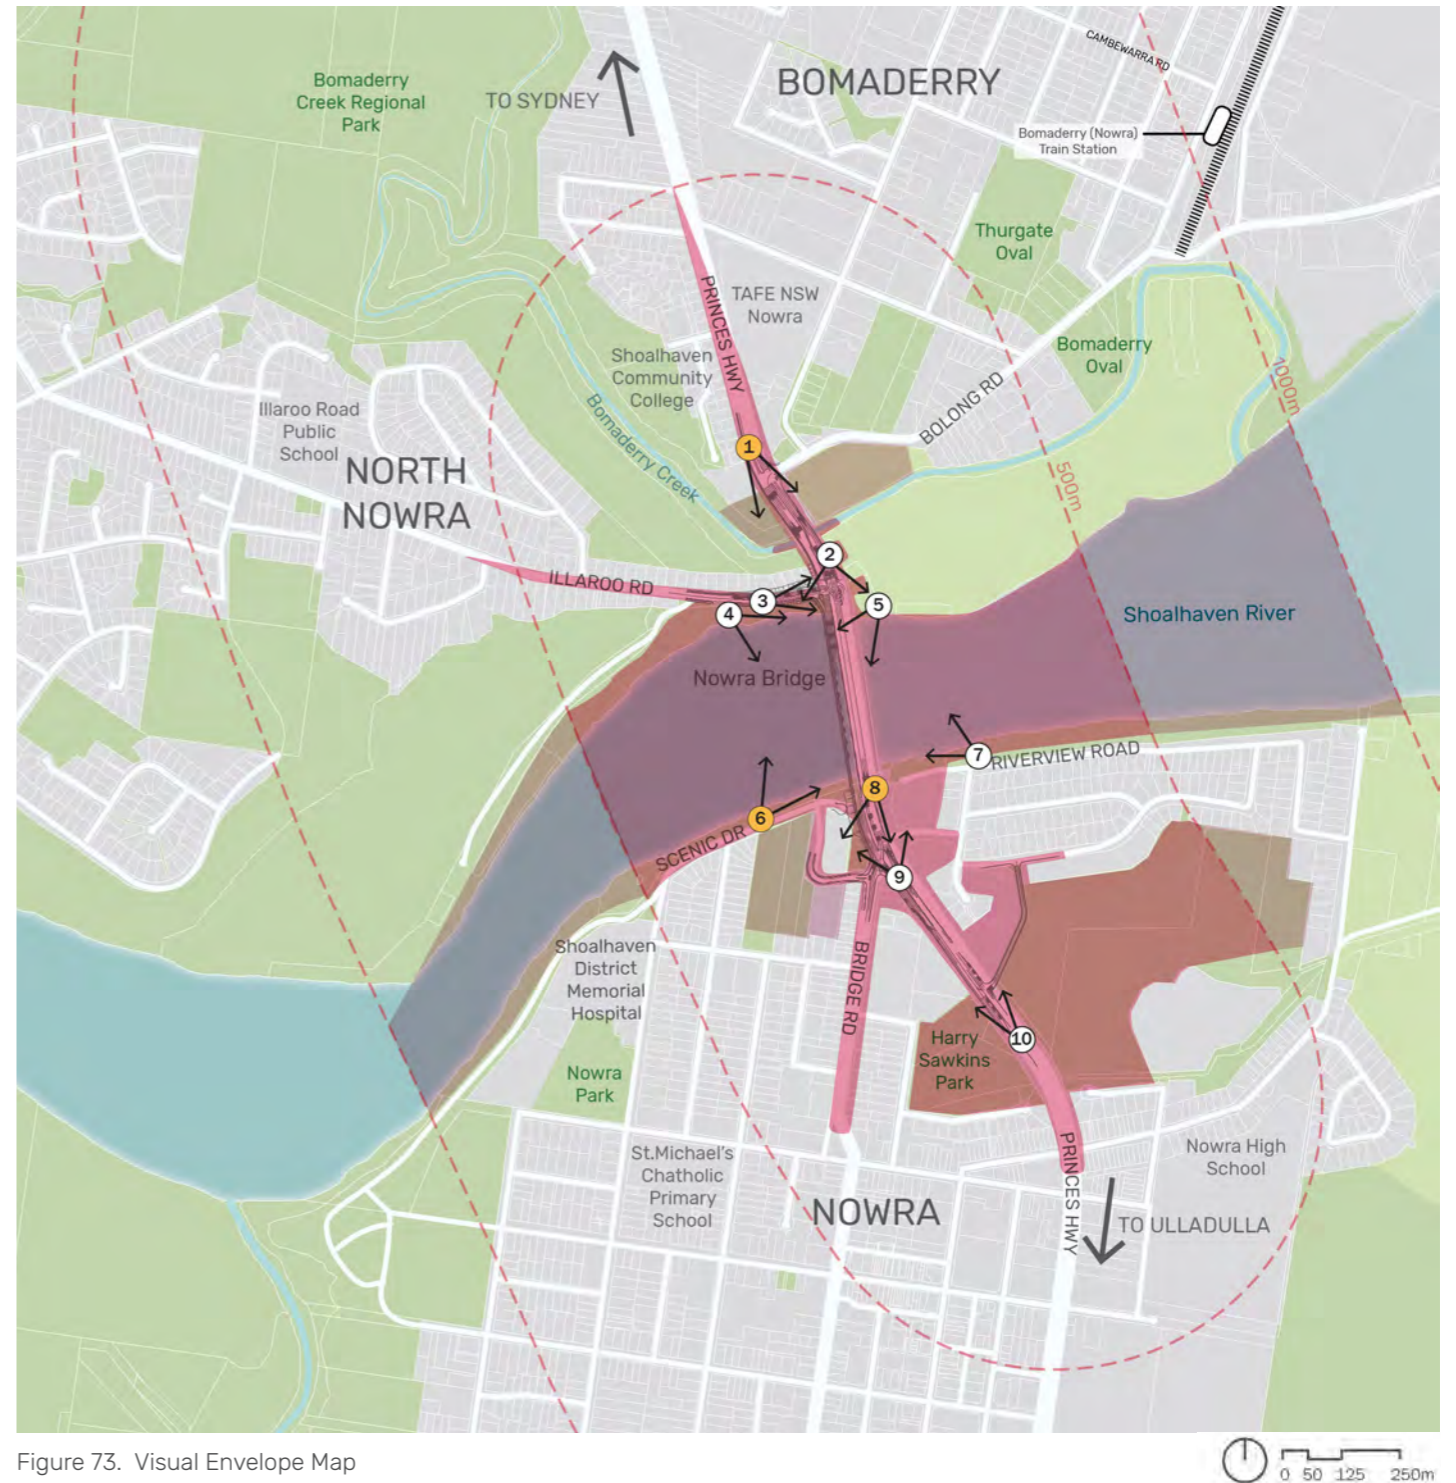 CAMBEWARRA RD
BOMADERRY
Bomaderry
Creek Regional
Park
TO SYDNEY
Bomaderry (Nowra)
Train Station
Thurgate
Oval
PRINCES HWY
TAFE NSW
Nowra
Shoalhaven
Community
College
Bomaderry
Oval
1000m
BOLONG RD
Illaroo Road
Public
School
Bomaderry Creek
NORTH
NOWRA
1
500m
2
ILLAROO RD
3
4
5
Shoalhaven River
Nowra Bridge
7
RIVERVIEW ROAD
8
6
SCENIC DR
9
Shoalhaven
District
Memorial
Hospital
BRIDGE RD
10
Harry
Sawkins
Park
Nowra
Park
St.Michael's
Chatholic
Primary
School
PRINCES HWY
Nowra High
School
NOWRA
TO ULLADULLA
Figure 73. Visual Envelope Map
0 50 125 250m